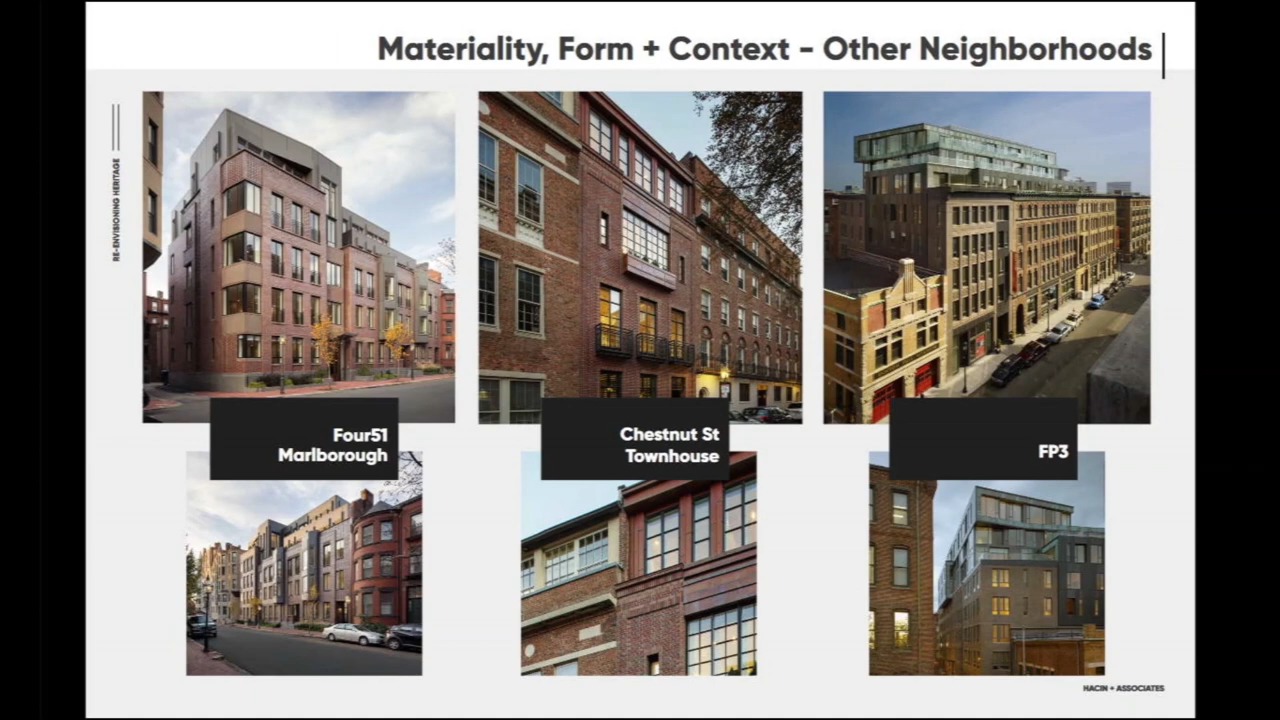 Materiality, Form + Context - Other Neighborhoods
RE-ENVISIONING HERITAGE
Four51
Marlborough
Chestnut St
Townhouse
FP3
HACIN + ASSOCIATES